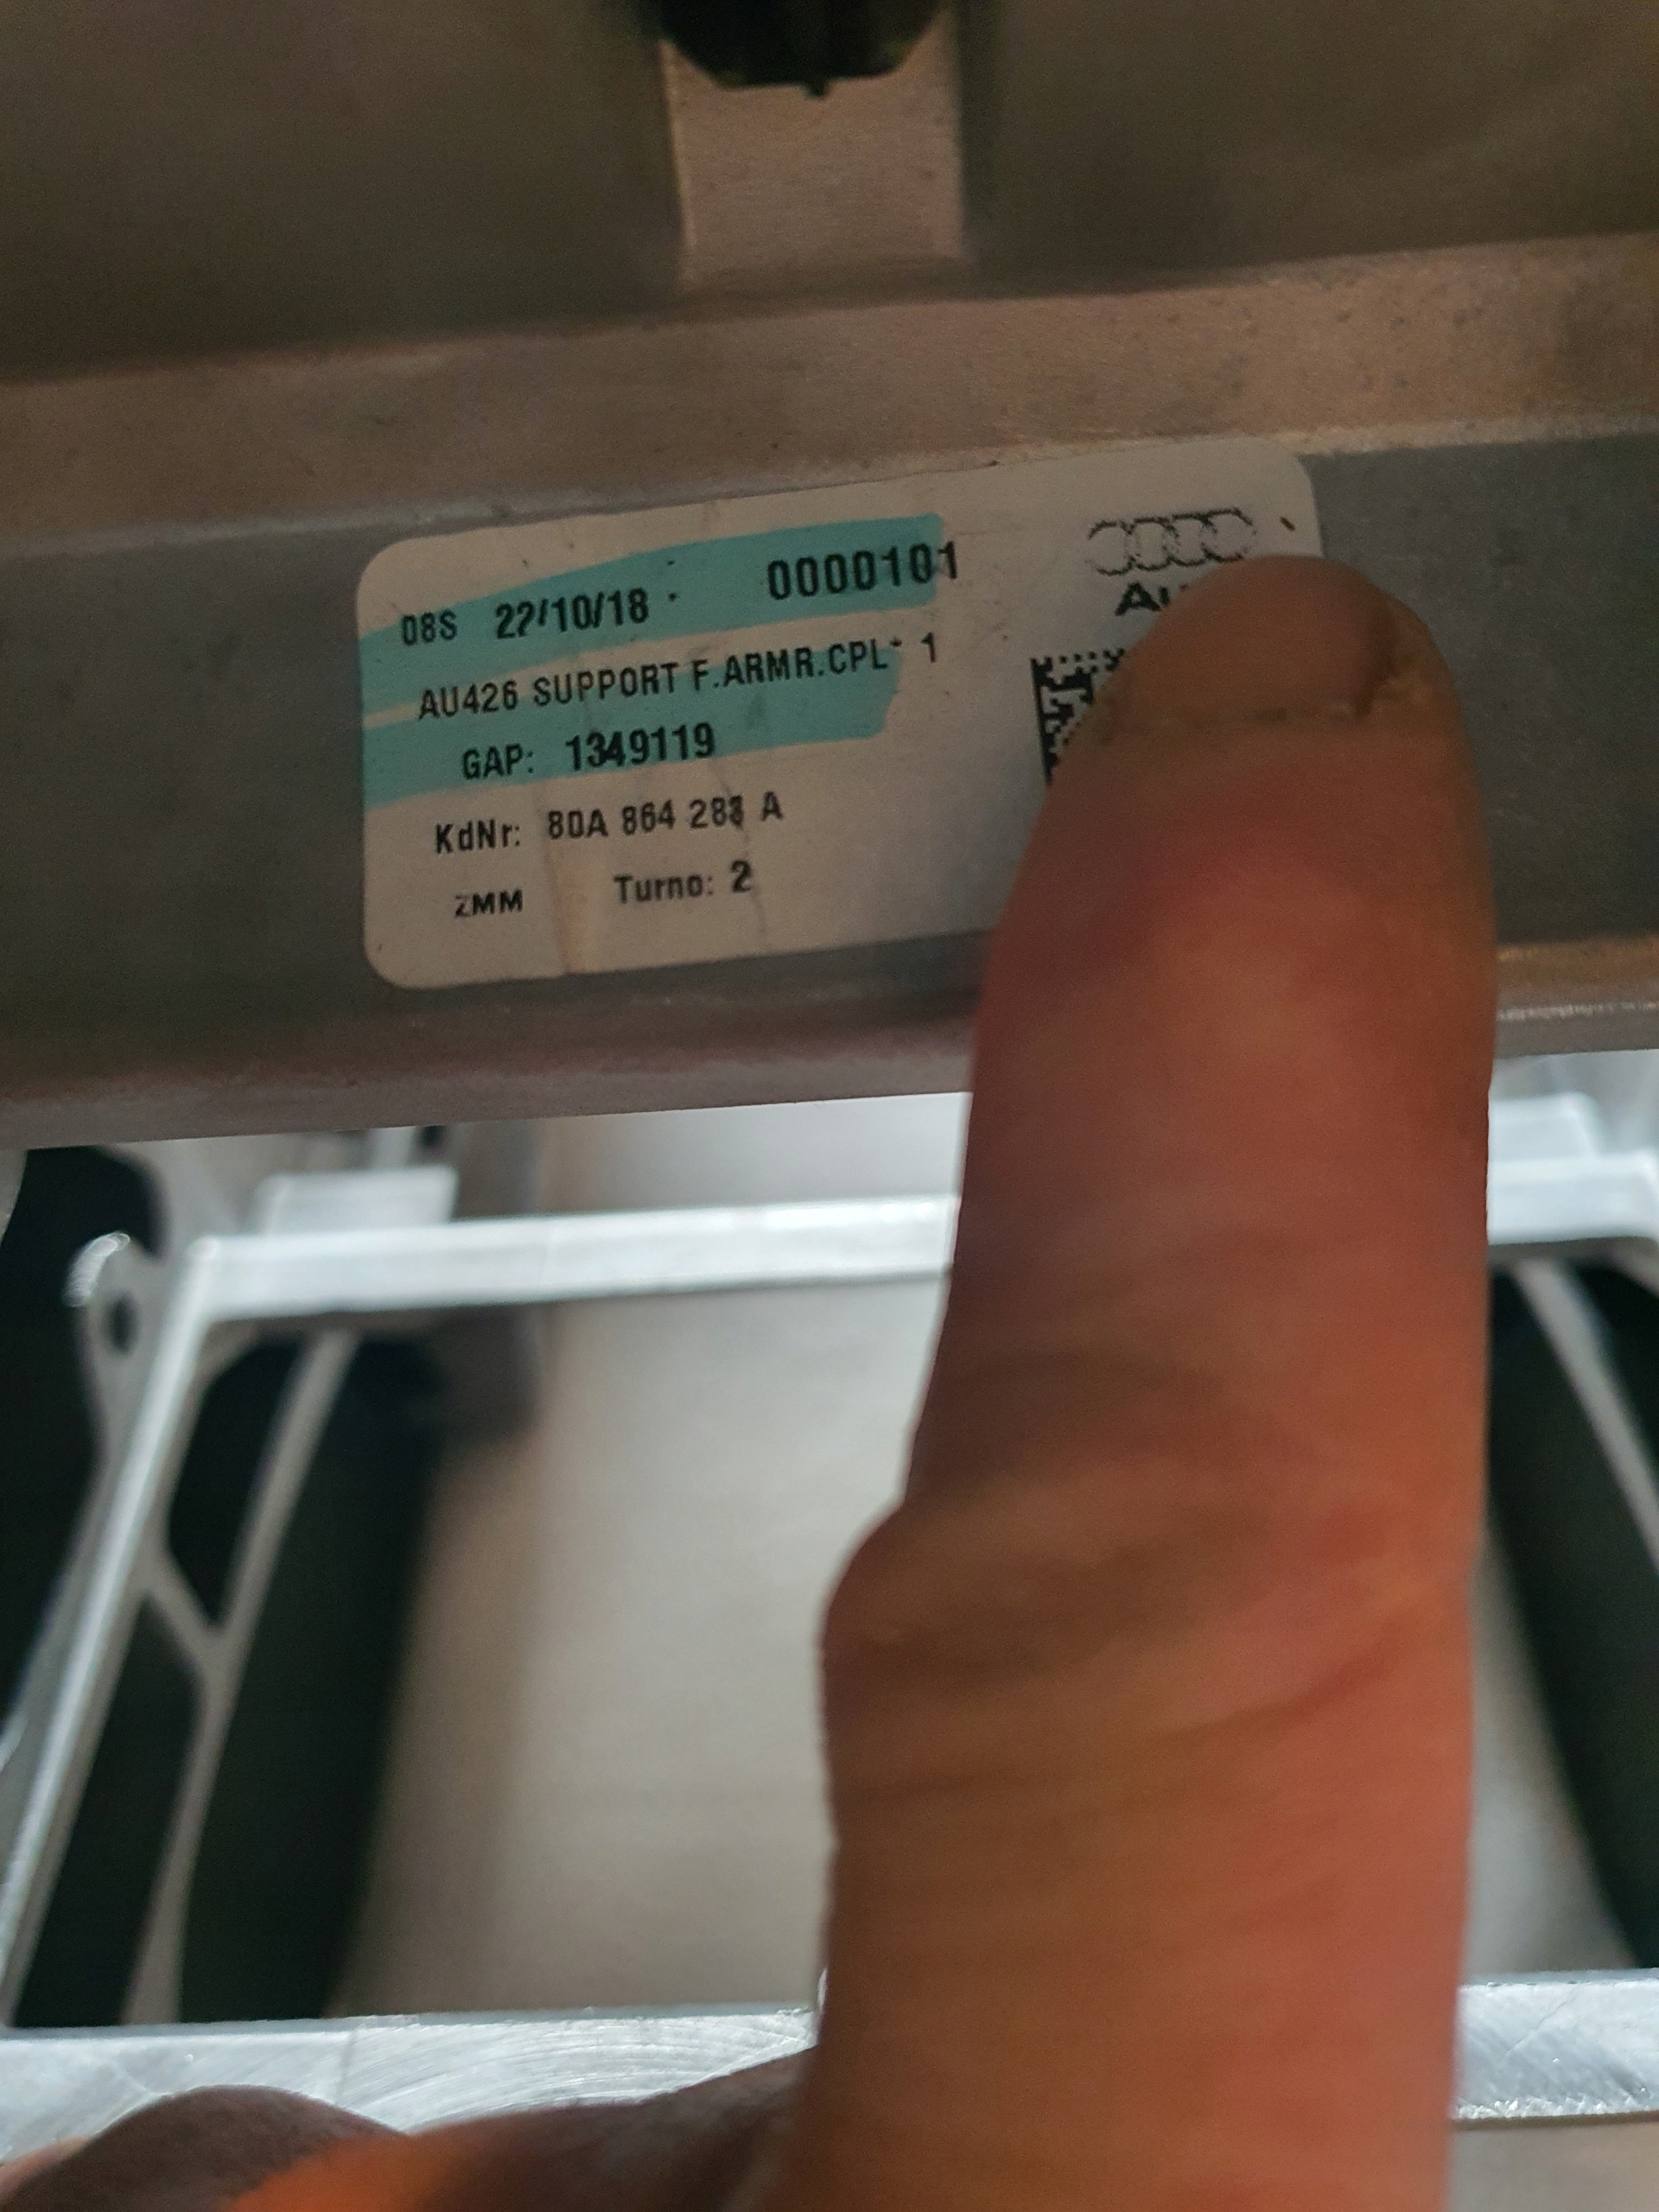 08S 22/10/18 · 0000101
AU426 SUPPORT F.ARMR.CPL* 1
GAP: 1349119
KdNr: 80A 864 283 A
ZMM Turno: 2